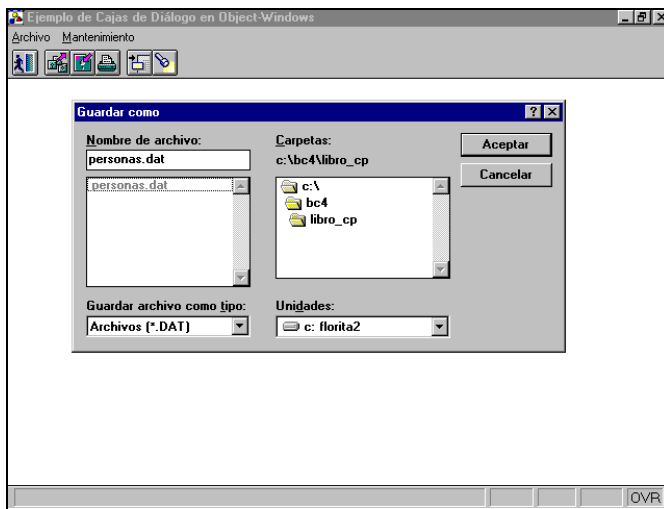 Ejemplo de Cajas de Diálogo en Object-Windows
Archivo Mantenimiento
Guardar como
Nombre de archivo:
personas.dat
personas.dat
Carpetas:
c:\bc4\libro_cp
c:\
bc4
libro_cp
Aceptar
Cancelar
Guardar archivo como tipo:
Archivos (*.DAT)
Unidades:
c: florita2
OVR